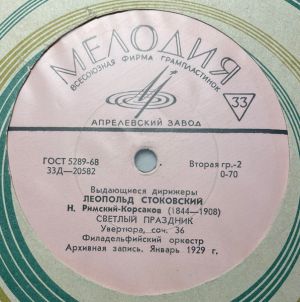 МЕЛОДИЯ
ВСЕСОЮЗНАЯ ФИРМА ГРАМПЛАСТИНОК
33
АПРЕЛЕВСКИЙ ЗАВОД
ГОСТ 5289-68
33Д—20582
Вторая гр.-2
0-70
Выдающиеся дирижеры
ЛЕОПОЛЬД СТОКОВСКИЙ
Н. Римский-Корсаков (1844—1908)
СВЕТЛЫЙ ПРАЗДНИК
Увертюра, соч. 36
Филадельфийский оркестр
Архивная запись. Январь 1929 г.